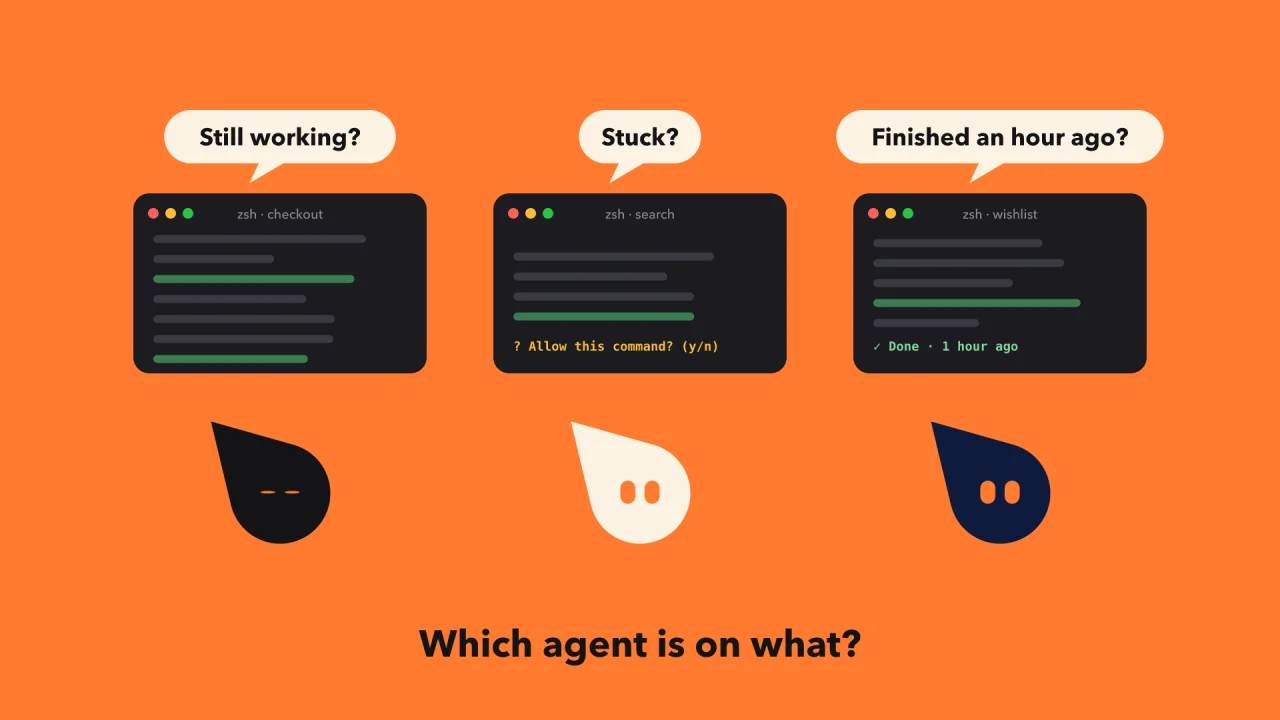 Still working?
Stuck?
Finished an hour ago?
zsh · checkout
zsh · search
zsh · wishlist
? Allow this command? (y/n)
✓ Done · 1 hour ago
Which agent is on what?